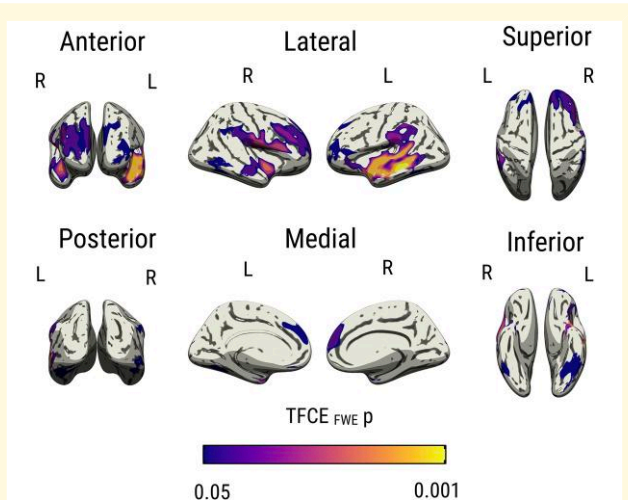 Anterior Lateral Superior
R L R L L R
Posterior Medial Inferior
L R L R R L
TFCE FWE p
0.05 0.001